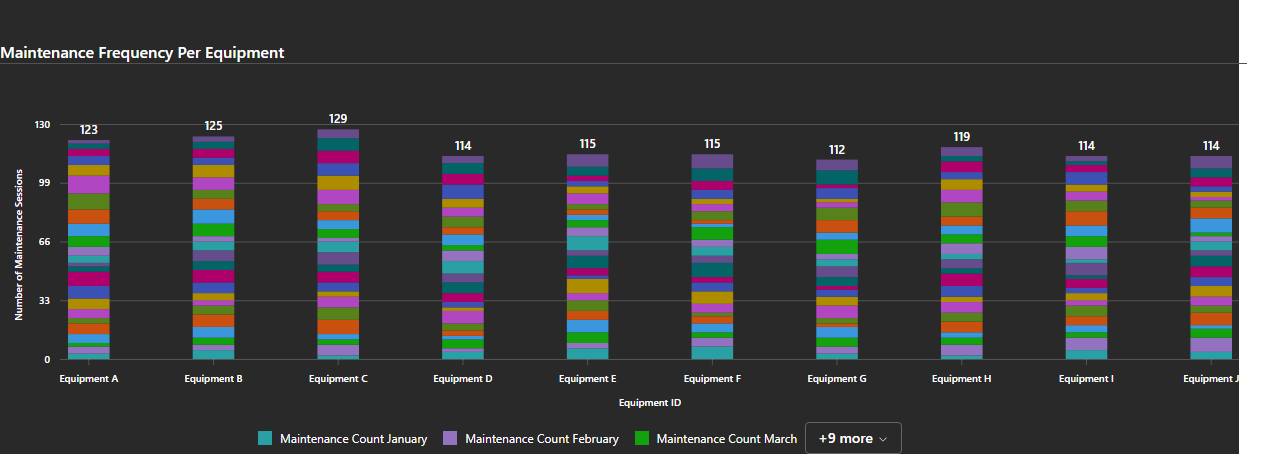 Maintenance Frequency Per Equipment
Number of Maintenance Sessions
130
99
66
33
0
123
125
129
114
115
115
112
119
114
114
Equipment A
Equipment B
Equipment C
Equipment D
Equipment E
Equipment F
Equipment G
Equipment H
Equipment I
Equipment J
Equipment ID
Maintenance Count January
Maintenance Count February
Maintenance Count March
+9 more